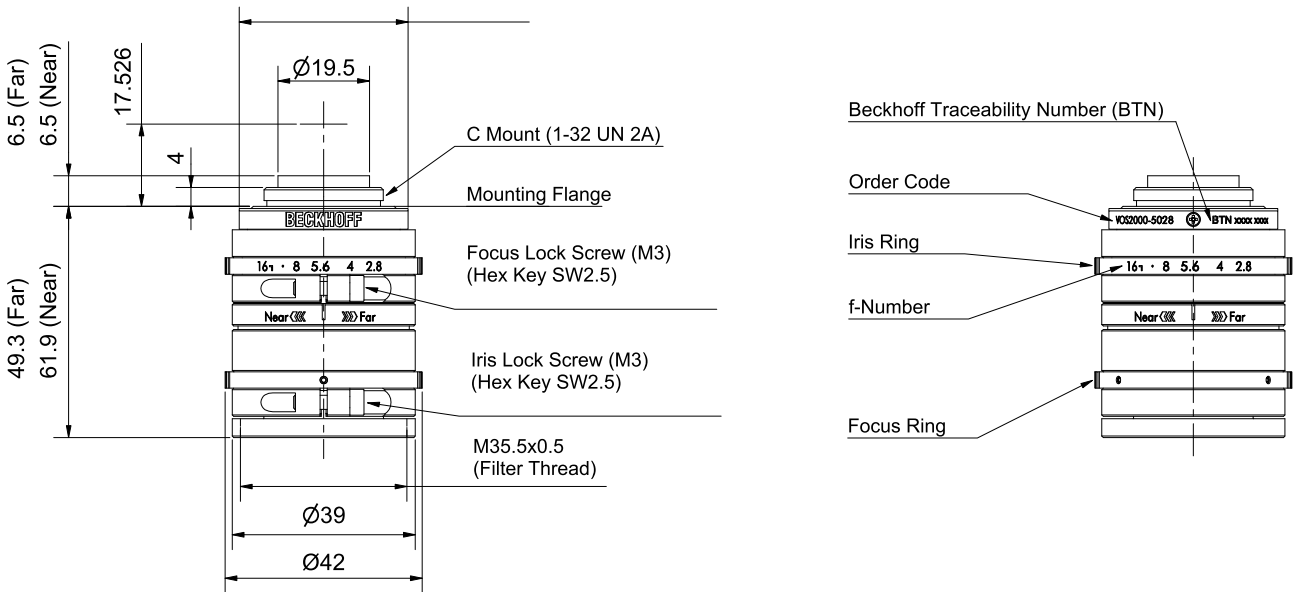 6.5 (Far)
6.5 (Near)
17.526
Ø19.5
4
C Mount (1-32 UN 2A)
Mounting Flange
BECKHOFF
Focus Lock Screw (M3)
(Hex Key SW2.5)
16 · 8 5.6 4 2.8
Near Far
49.3 (Far)
61.9 (Near)
Iris Lock Screw (M3)
(Hex Key SW2.5)
M35.5x0.5
(Filter Thread)
Ø39
Ø42
Beckhoff Traceability Number (BTN)
Order Code
VOS2000-5028 BTN xxxx xxxx
Iris Ring
16 · 8 5.6 4 2.8
f-Number
Near Far
Focus Ring